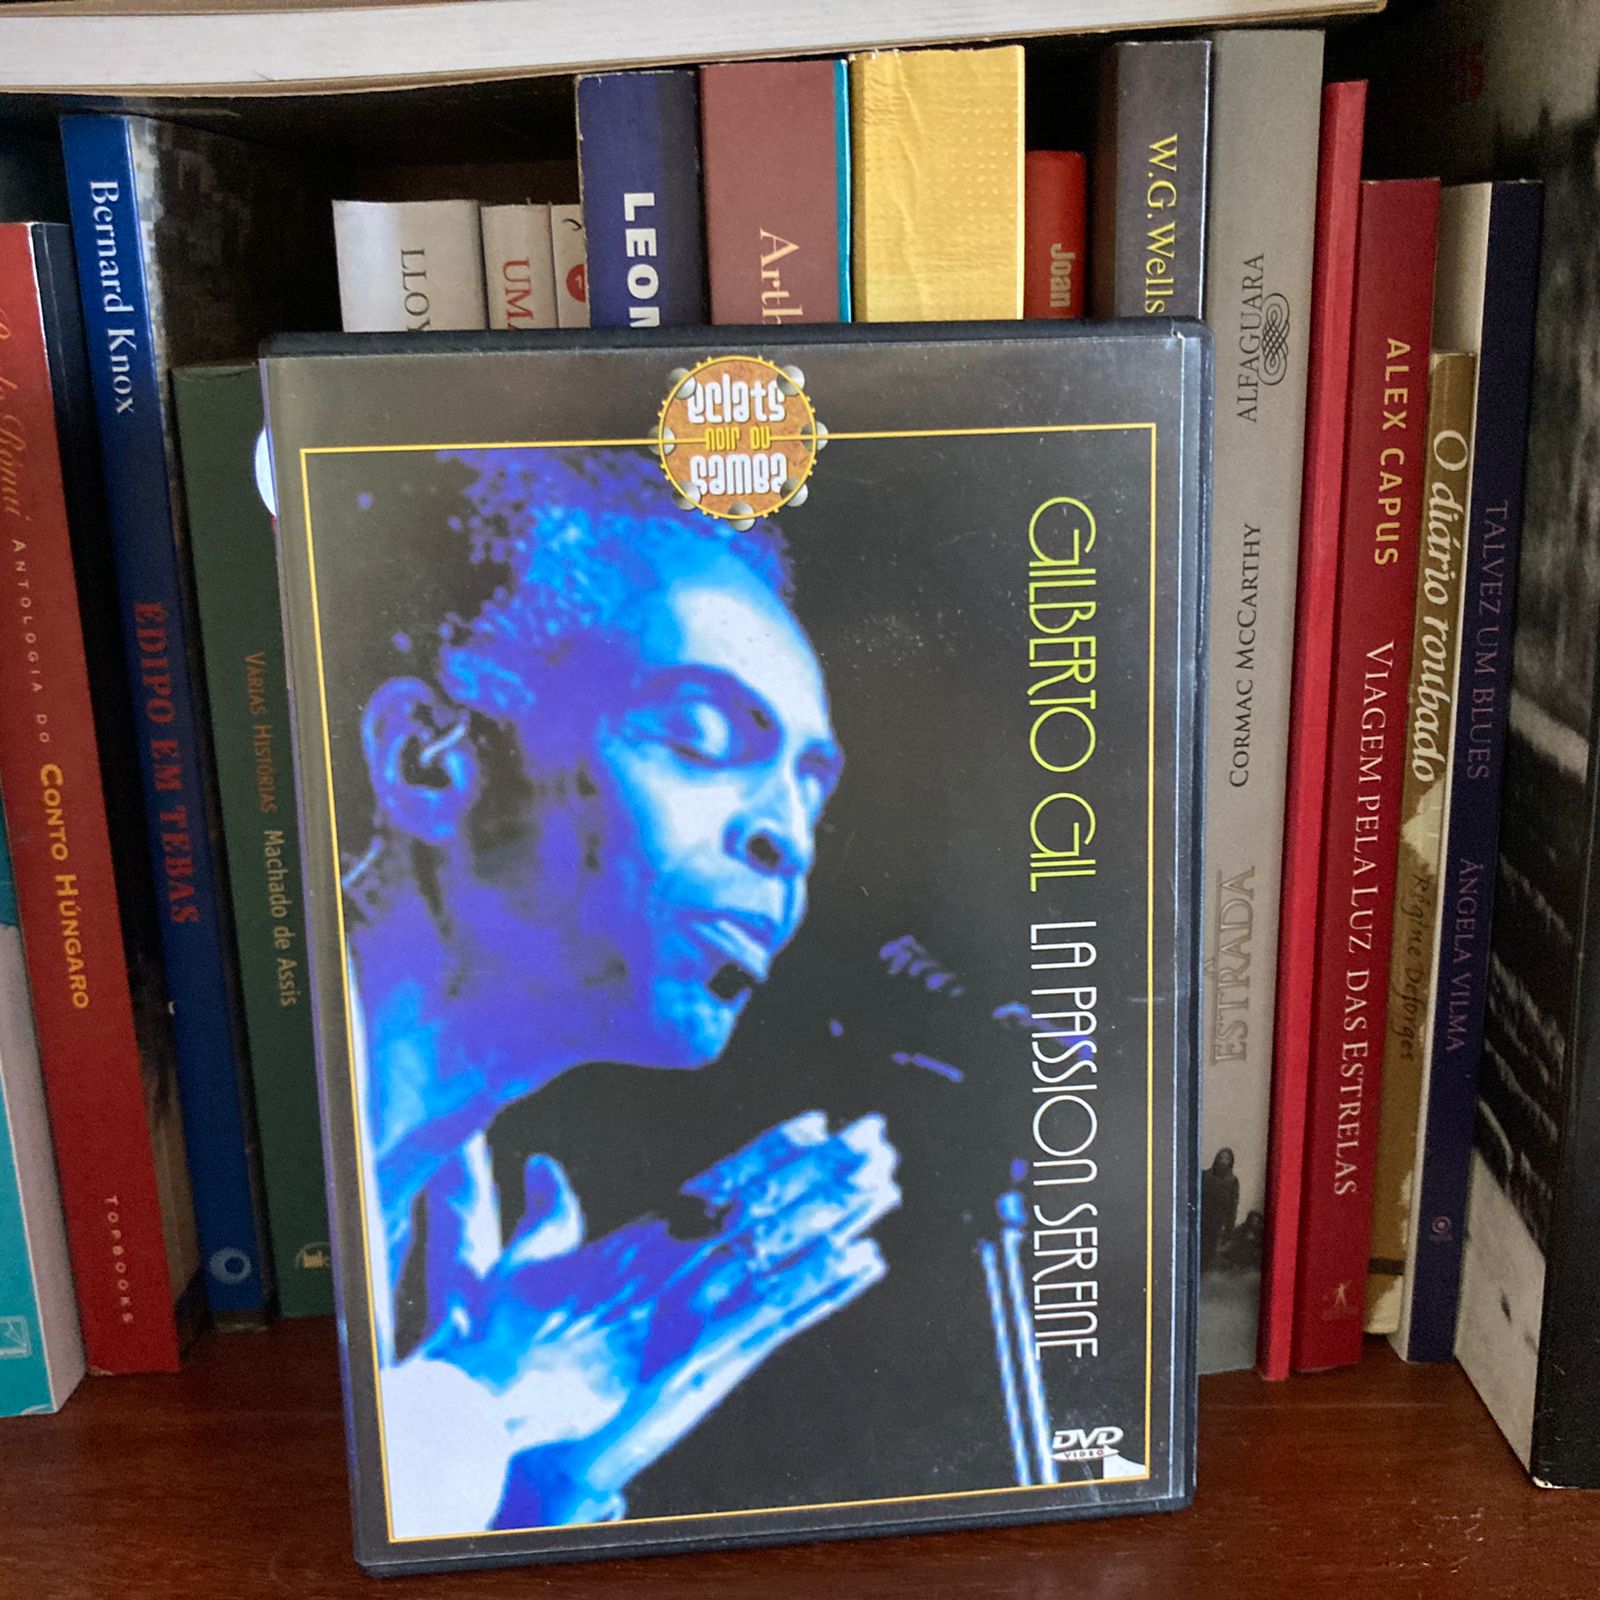 Bernard Knox
ÉDIPO EM TEBAS
ANTOLOGIA DO CONTO HÚNGARO
TOPBOOKS
VÁRIAS HISTÓRIAS Machado de Assis
LLOY
UMA
LEON
Arth
Joan
W.G. Wells
ALFAGUARA
CORMAC McCARTHY
ESTRADA
ALEX CAPUS VIAGEM PELA LUZ DAS ESTRELAS
O diário roubado
Régine Deforges
TALVEZ UM BLUES ÂNGELA VILMA
eclats
noir du
samba
GILBERTO GIL LA PASSION SEREINE
DVD
VIDEO